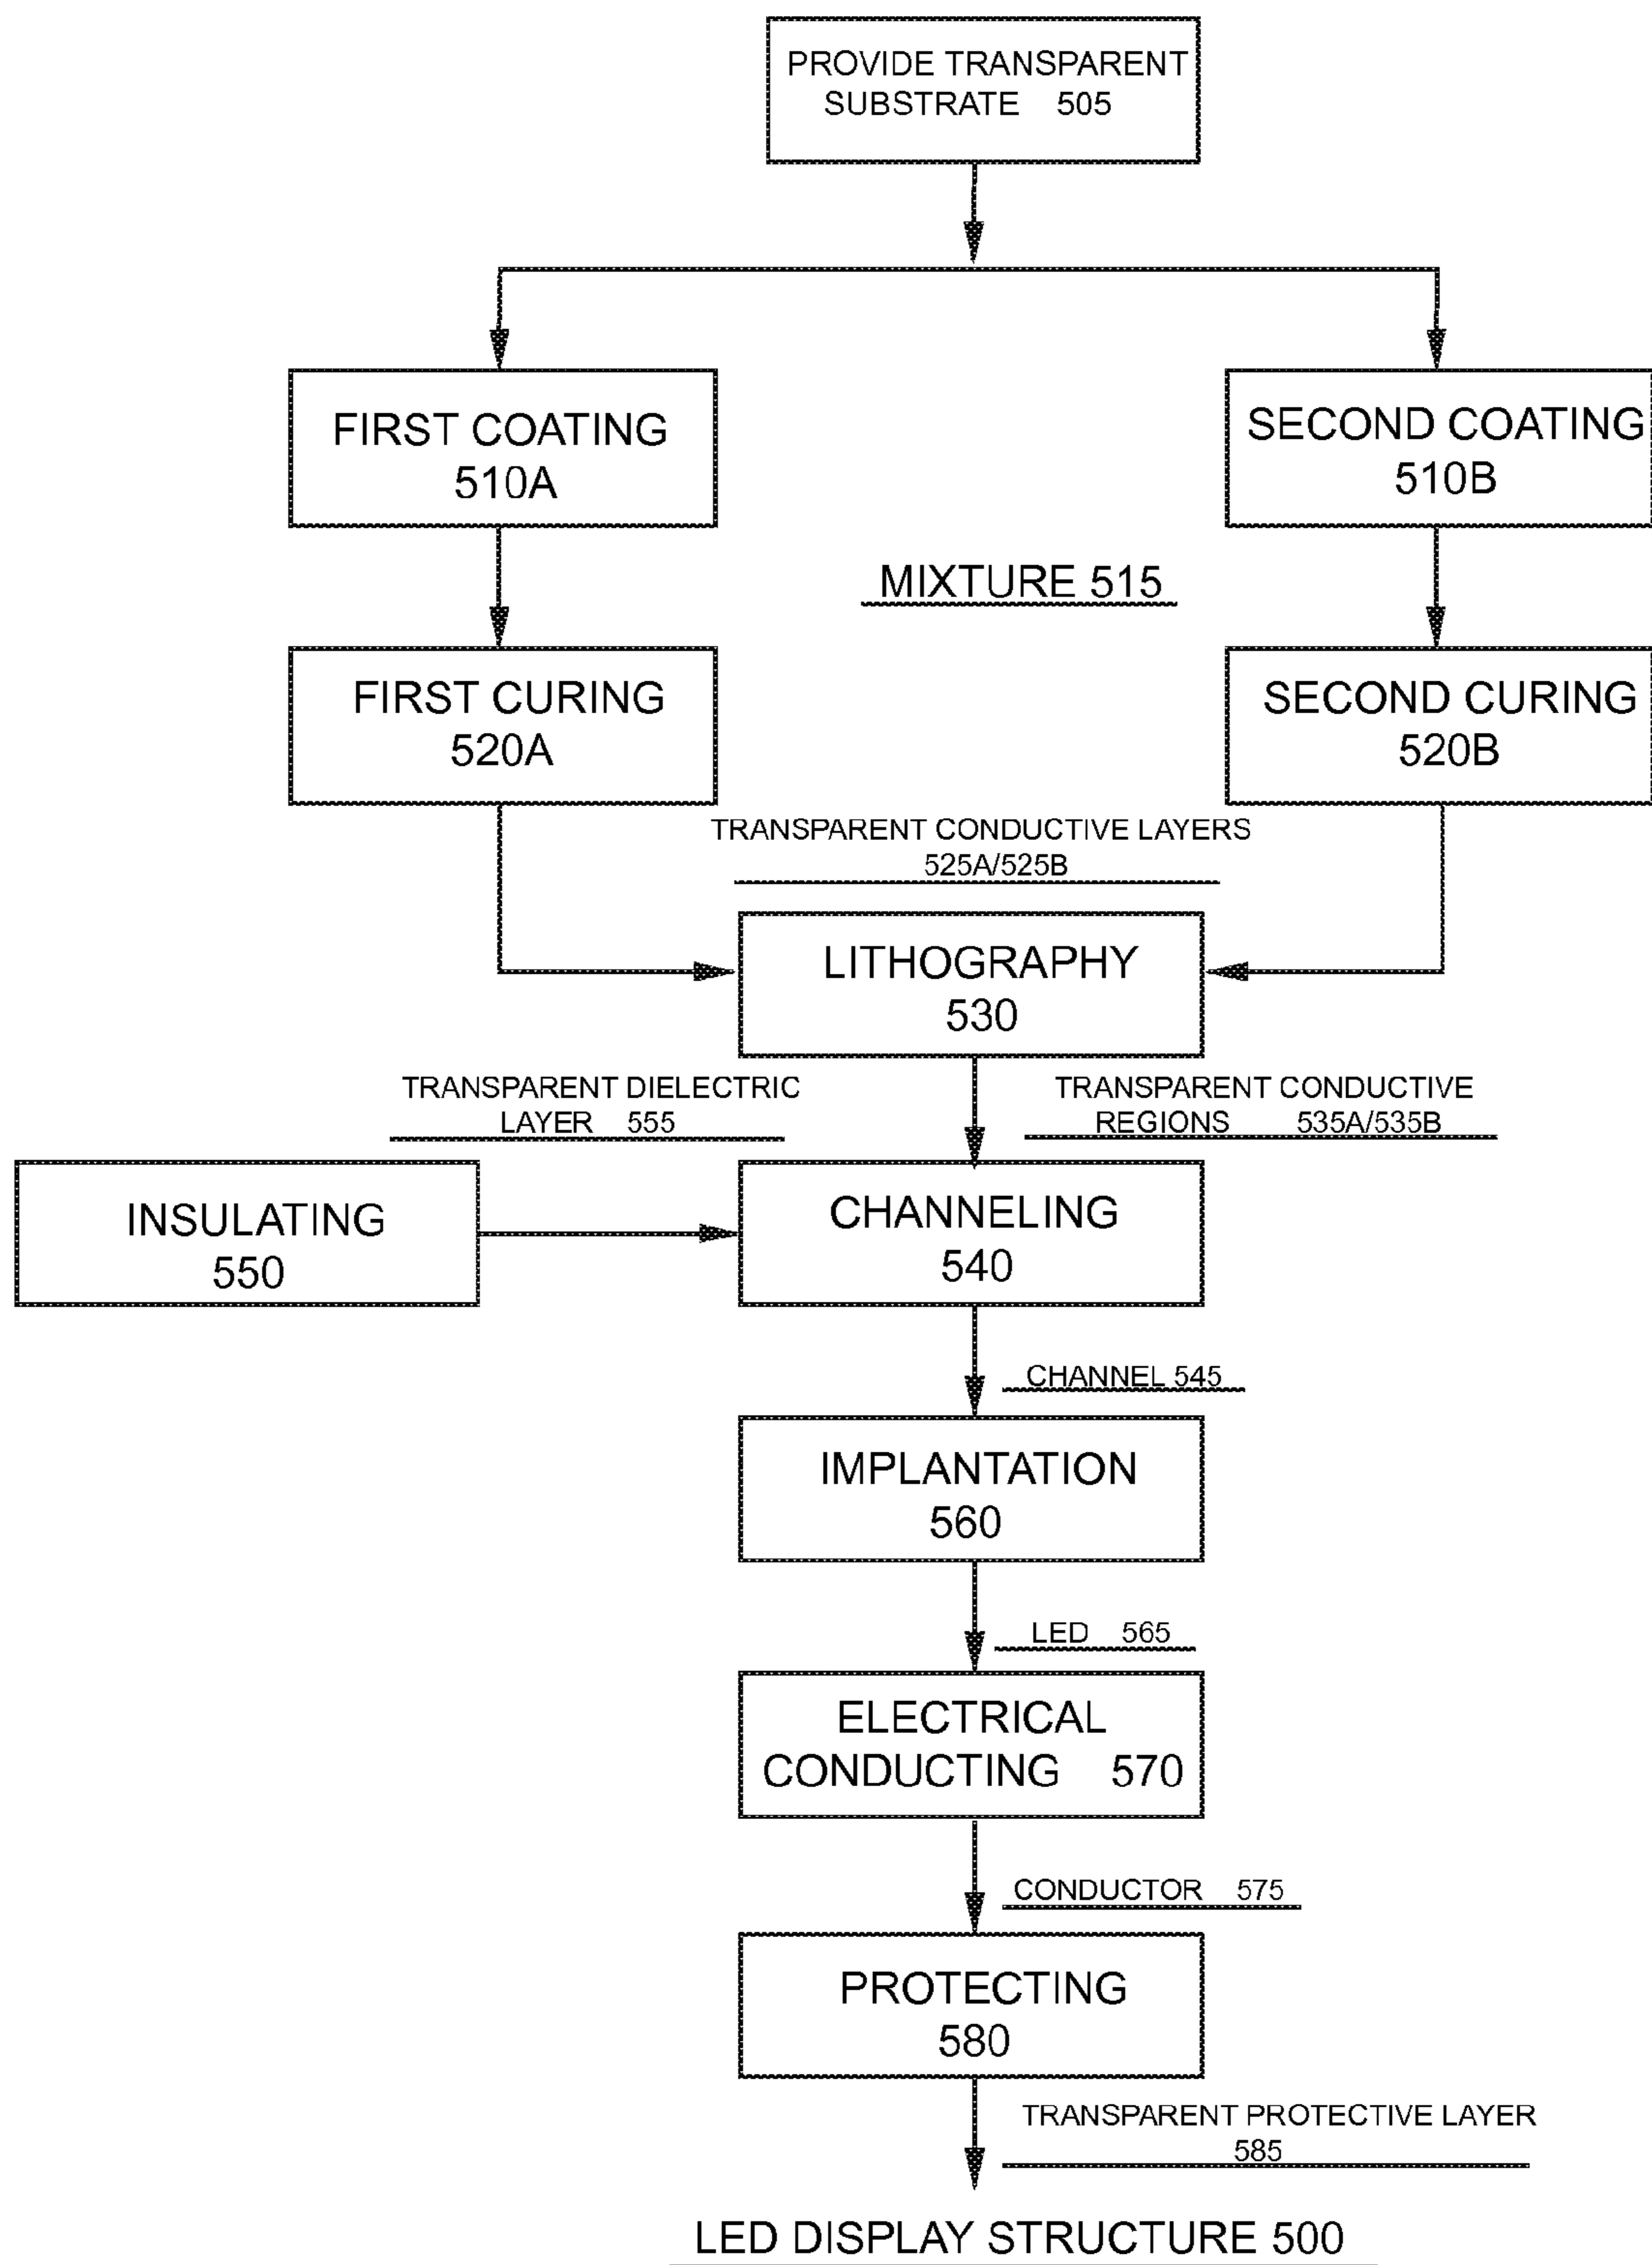 PROVIDE TRANSPARENT
SUBSTRATE 505
FIRST COATING
510A
SECOND COATING
510B
MIXTURE 515
FIRST CURING
520A
SECOND CURING
520B
TRANSPARENT CONDUCTIVE LAYERS
525A/525B
LITHOGRAPHY
530
TRANSPARENT DIELECTRIC
LAYER 555
TRANSPARENT CONDUCTIVE
REGIONS 535A/535B
INSULATING
550
CHANNELING
540
CHANNEL 545
IMPLANTATION
560
LED 565
ELECTRICAL
CONDUCTING 570
CONDUCTOR 575
PROTECTING
580
TRANSPARENT PROTECTIVE LAYER
585
LED DISPLAY STRUCTURE 500